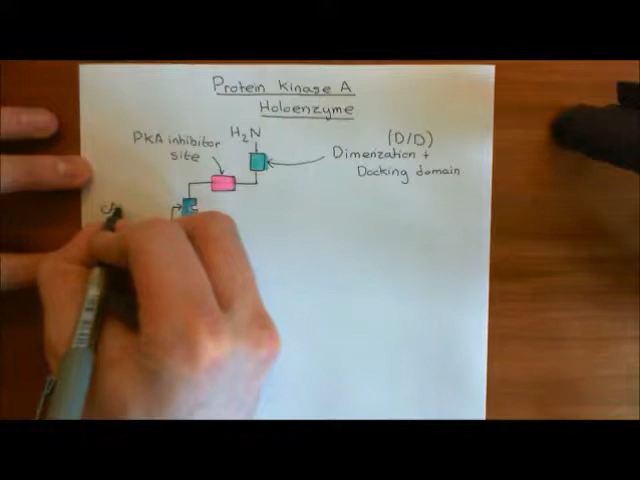 Protein Kinase A
Holoenzyme
PKA inhibitor
site
H₂N
(D/D)
Dimerization +
Docking domain